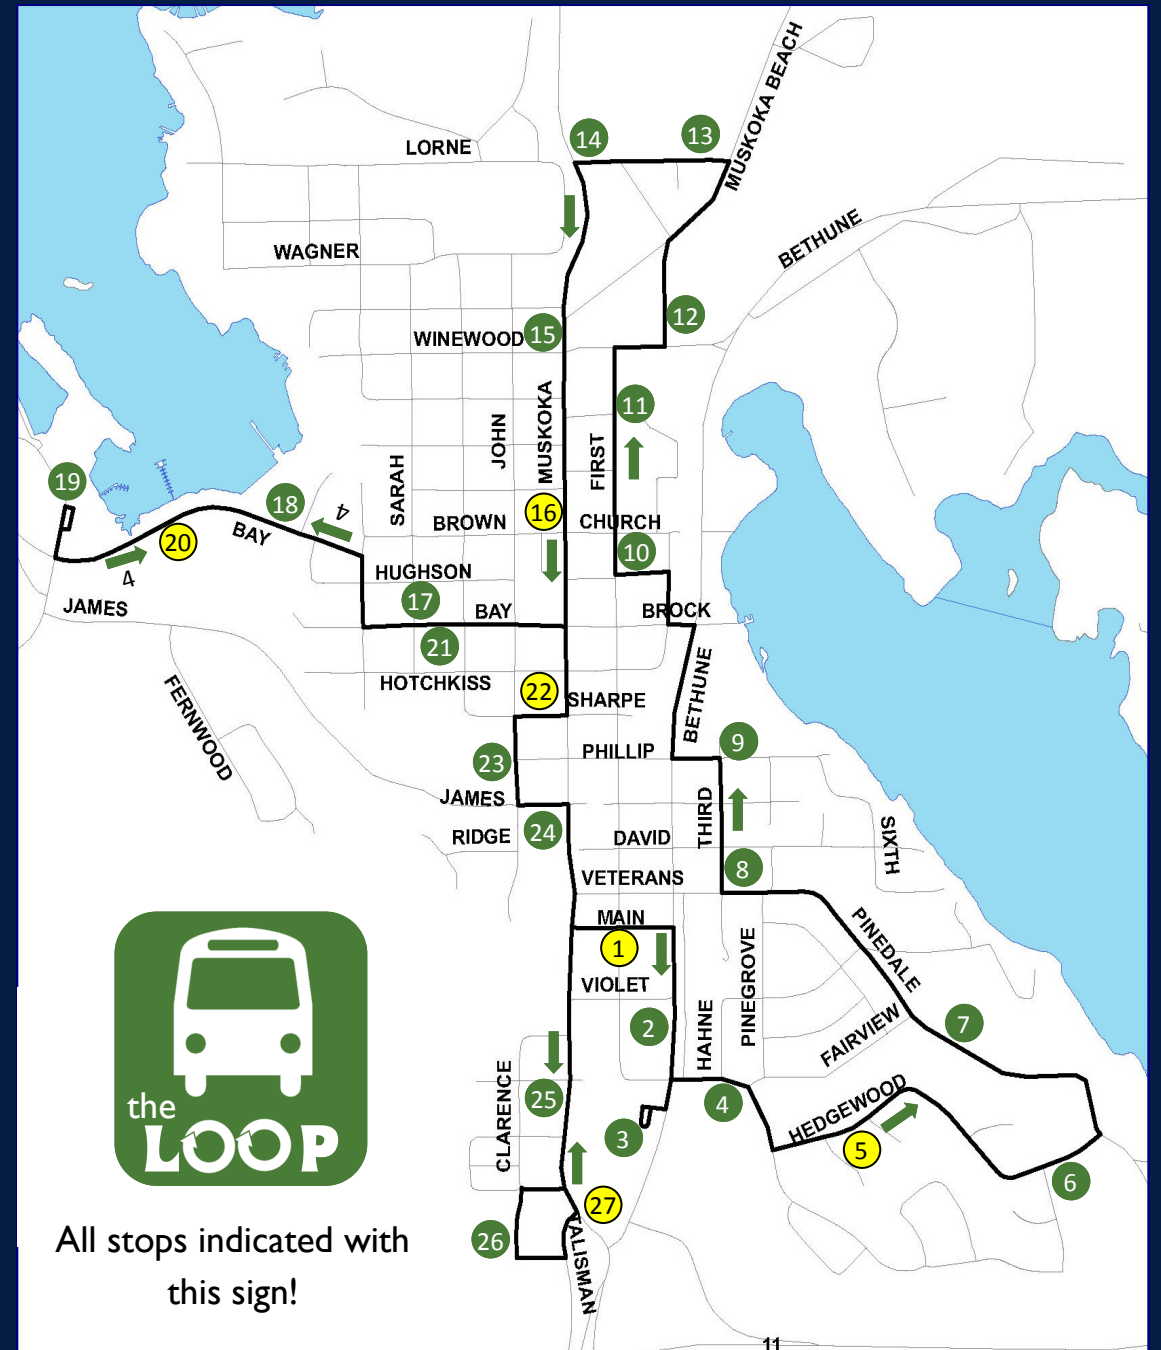 MUSKOKA BEACH
14
13
LORNE
BETHUNE
WAGNER
12
WINEWOOD
15
MUSKOKA
11
JOHN
FIRST
SARAH
19
18
4
16
BROWN
CHURCH
BAY
20
10
4
HUGHSON
17
JAMES
BAY
BROCK
21
HOTCHKISS
22
SHARPE
BETHUNE
FERNWOOD
PHILLIP
9
23
JAMES
THIRD
RIDGE
24
DAVID
SIXTH
8
VETERANS
MAIN
PINEDALE
1
PINEGROVE
VIOLET
2
HAHNE
7
FAIRVIEW
CLARENCE
25
4
HEDGEWOOD
3
5
6
27
26
TALISMAN
11
the
LOOP
All stops indicated with
this sign!